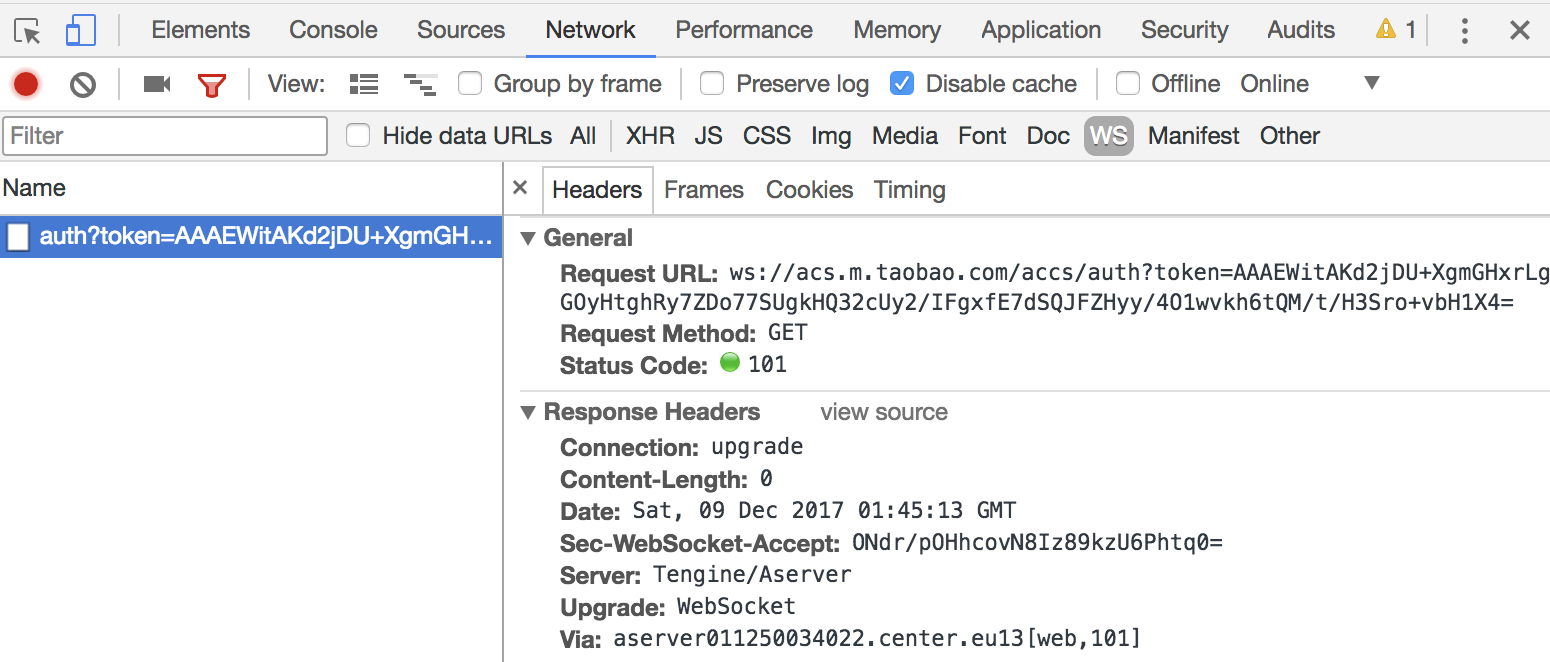 Elements Console Sources Network Performance Memory Application Security Audits 1
View: Group by frame Preserve log Disable cache Offline Online
Filter Hide data URLs All XHR JS CSS Img Media Font Doc WS Manifest Other
Name
Headers Frames Cookies Timing
auth?token=AAAEWitAKd2jDU+XgmGH...
General
Request URL: ws://acs.m.taobao.com/accs/auth?token=AAAEWitAKd2jDU+XgmGHxrLg
GOyHtghRy7ZDo77SUgkHQ32cUy2/IFgxfE7dSQJFZHyy/4O1wvkh6tQM/t/H3Sro+vbH1X4=
Request Method: GET
Status Code: 101
Response Headers view source
Connection: upgrade
Content-Length: 0
Date: Sat, 09 Dec 2017 01:45:13 GMT
Sec-WebSocket-Accept: ONdr/pOHhcovN8Iz89kzU6Phtq0=
Server: Tengine/Aserver
Upgrade: WebSocket
Via: aserver011250034022.center.eu13[web,101]